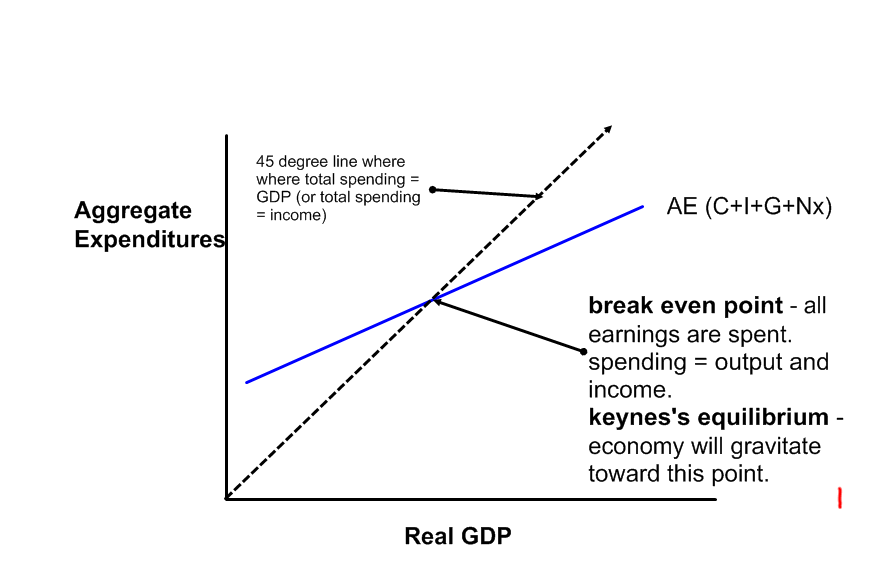 45 degree line where
where total spending =
GDP (or total spending
= income)
Aggregate
Expenditures
AE (C+I+G+Nx)
break even point - all
earnings are spent.
spending = output and
income.
keynes's equilibrium -
economy will gravitate
toward this point.
Real GDP